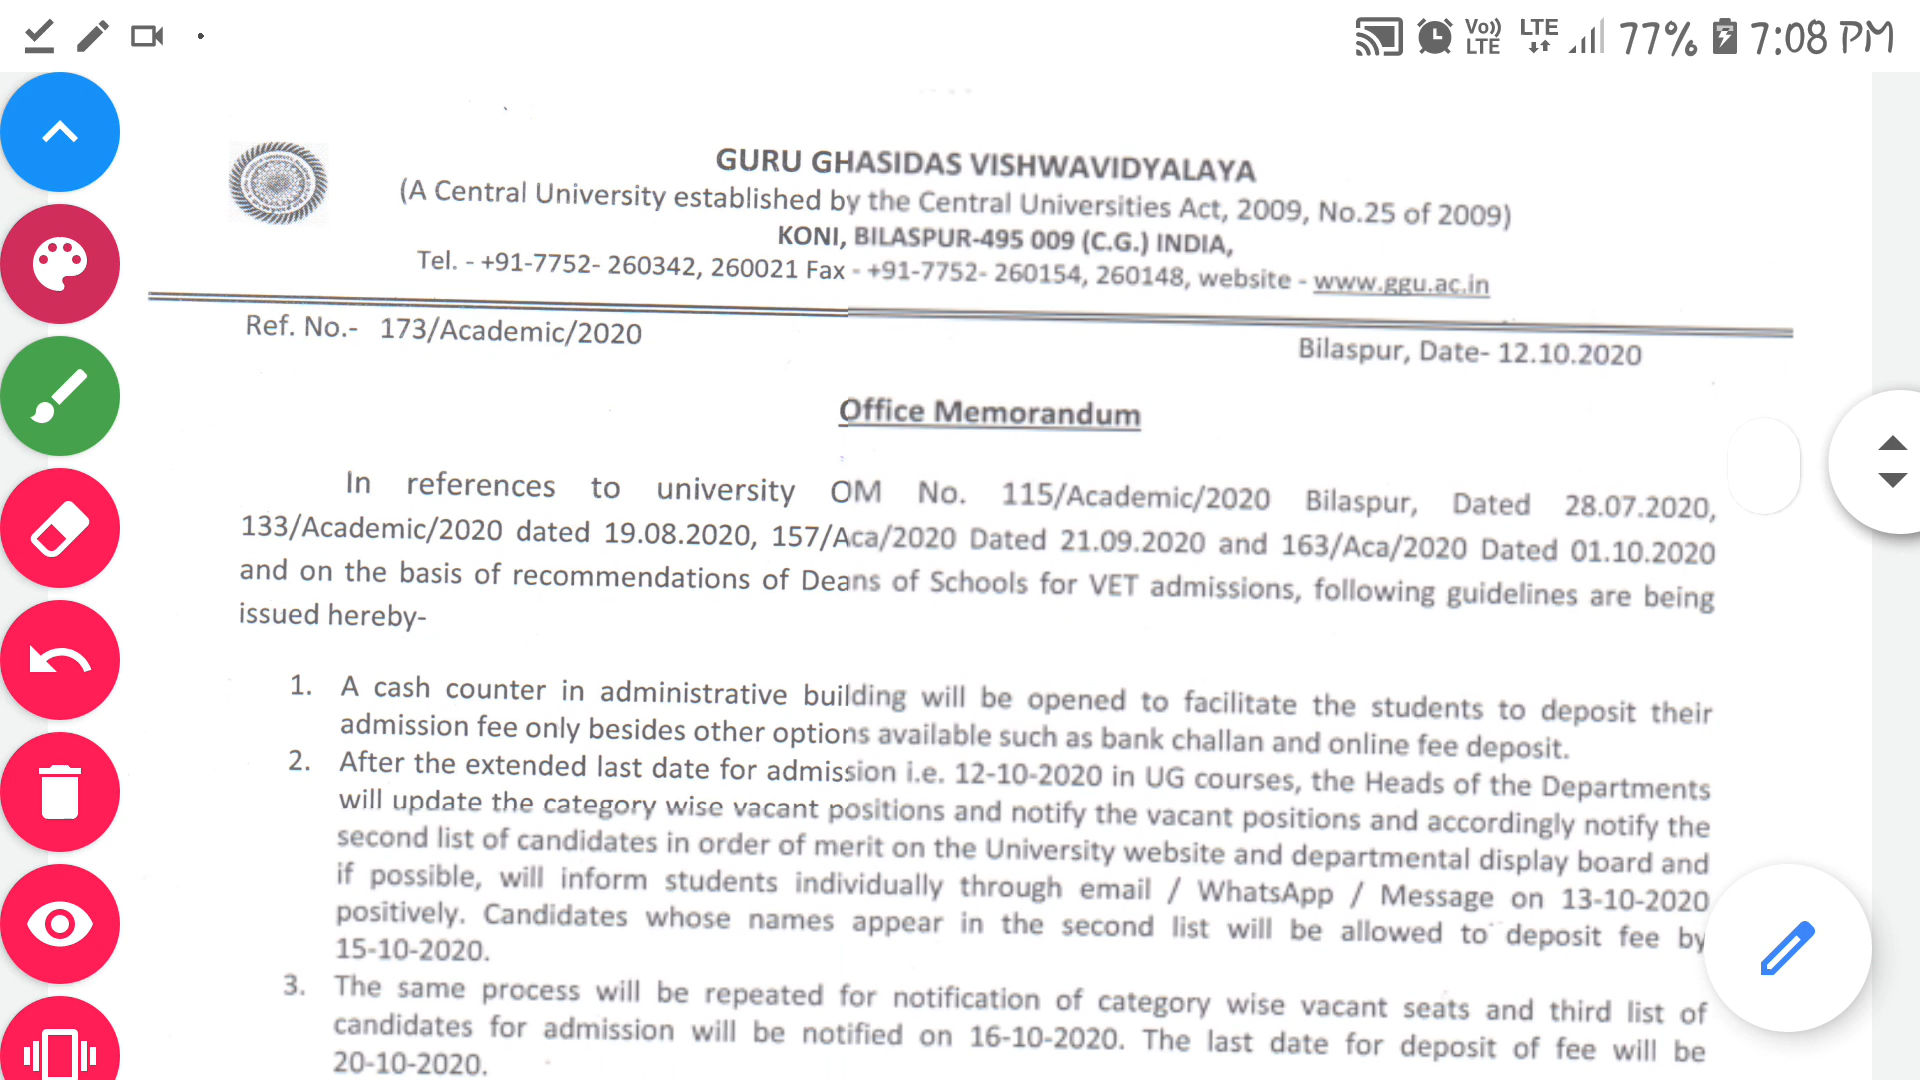 Vo)) LTE LTE 77% 7:08 PM
GURU GHASIDAS VISHWAVIDYALAYA
(A Central University established by the Central Universities Act, 2009, No.25 of 2009)
KONI, BILASPUR-495 009 (C.G.) INDIA,
Tel. - +91-7752- 260342, 260021 Fax - +91-7752- 260154, 260148, website - www.ggu.ac.in
Ref. No.- 173/Academic/2020
Bilaspur, Date- 12.10.2020
Office Memorandum
In references to university OM No. 115/Academic/2020 Bilaspur, Dated 28.07.2020,
133/Academic/2020 dated 19.08.2020, 157/Aca/2020 Dated 21.09.2020 and 163/Aca/2020 Dated 01.10.2020
and on the basis of recommendations of Deans of Schools for VET admissions, following guidelines are being
issued hereby-
1. A cash counter in administrative building will be opened to facilitate the students to deposit their
admission fee only besides other options available such as bank challan and online fee deposit.
2. After the extended last date for admission i.e. 12-10-2020 in UG courses, the Heads of the Departments
will update the category wise vacant positions and notify the vacant positions and accordingly notify the
second list of candidates in order of merit on the University website and departmental display board and
if possible, will inform students individually through email / WhatsApp / Message on 13-10-2020
positively. Candidates whose names appear in the second list will be allowed to deposit fee by
15-10-2020.
3. The same process will be repeated for notification of category wise vacant seats and third list of
candidates for admission will be notified on 16-10-2020. The last date for deposit of fee will be
20-10-2020.